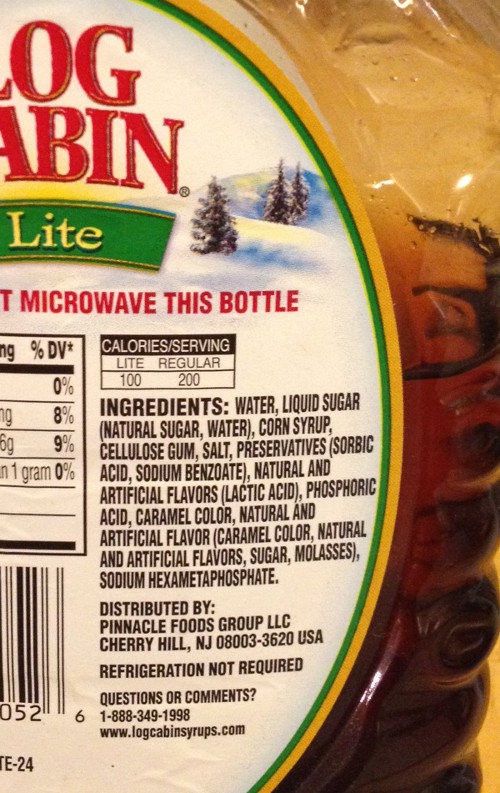 LOG
CABIN®
Lite
T MICROWAVE THIS BOTTLE
ng % DV*
0%
ng 8%
6g 9%
n 1 gram 0%
CALORIES/SERVING
LITE REGULAR
100 200
INGREDIENTS: WATER, LIQUID SUGAR
(NATURAL SUGAR, WATER), CORN SYRUP,
CELLULOSE GUM, SALT, PRESERVATIVES (SORBIC
ACID, SODIUM BENZOATE), NATURAL AND
ARTIFICIAL FLAVORS (LACTIC ACID), PHOSPHORIC
ACID, CARAMEL COLOR, NATURAL AND
ARTIFICIAL FLAVOR (CARAMEL COLOR, NATURAL
AND ARTIFICIAL FLAVORS, SUGAR, MOLASSES),
SODIUM HEXAMETAPHOSPHATE.
DISTRIBUTED BY:
PINNACLE FOODS GROUP LLC
CHERRY HILL, NJ 08003-3620 USA
REFRIGERATION NOT REQUIRED
QUESTIONS OR COMMENTS?
1-888-349-1998
www.logcabinsyrups.com
052 6
TE-24